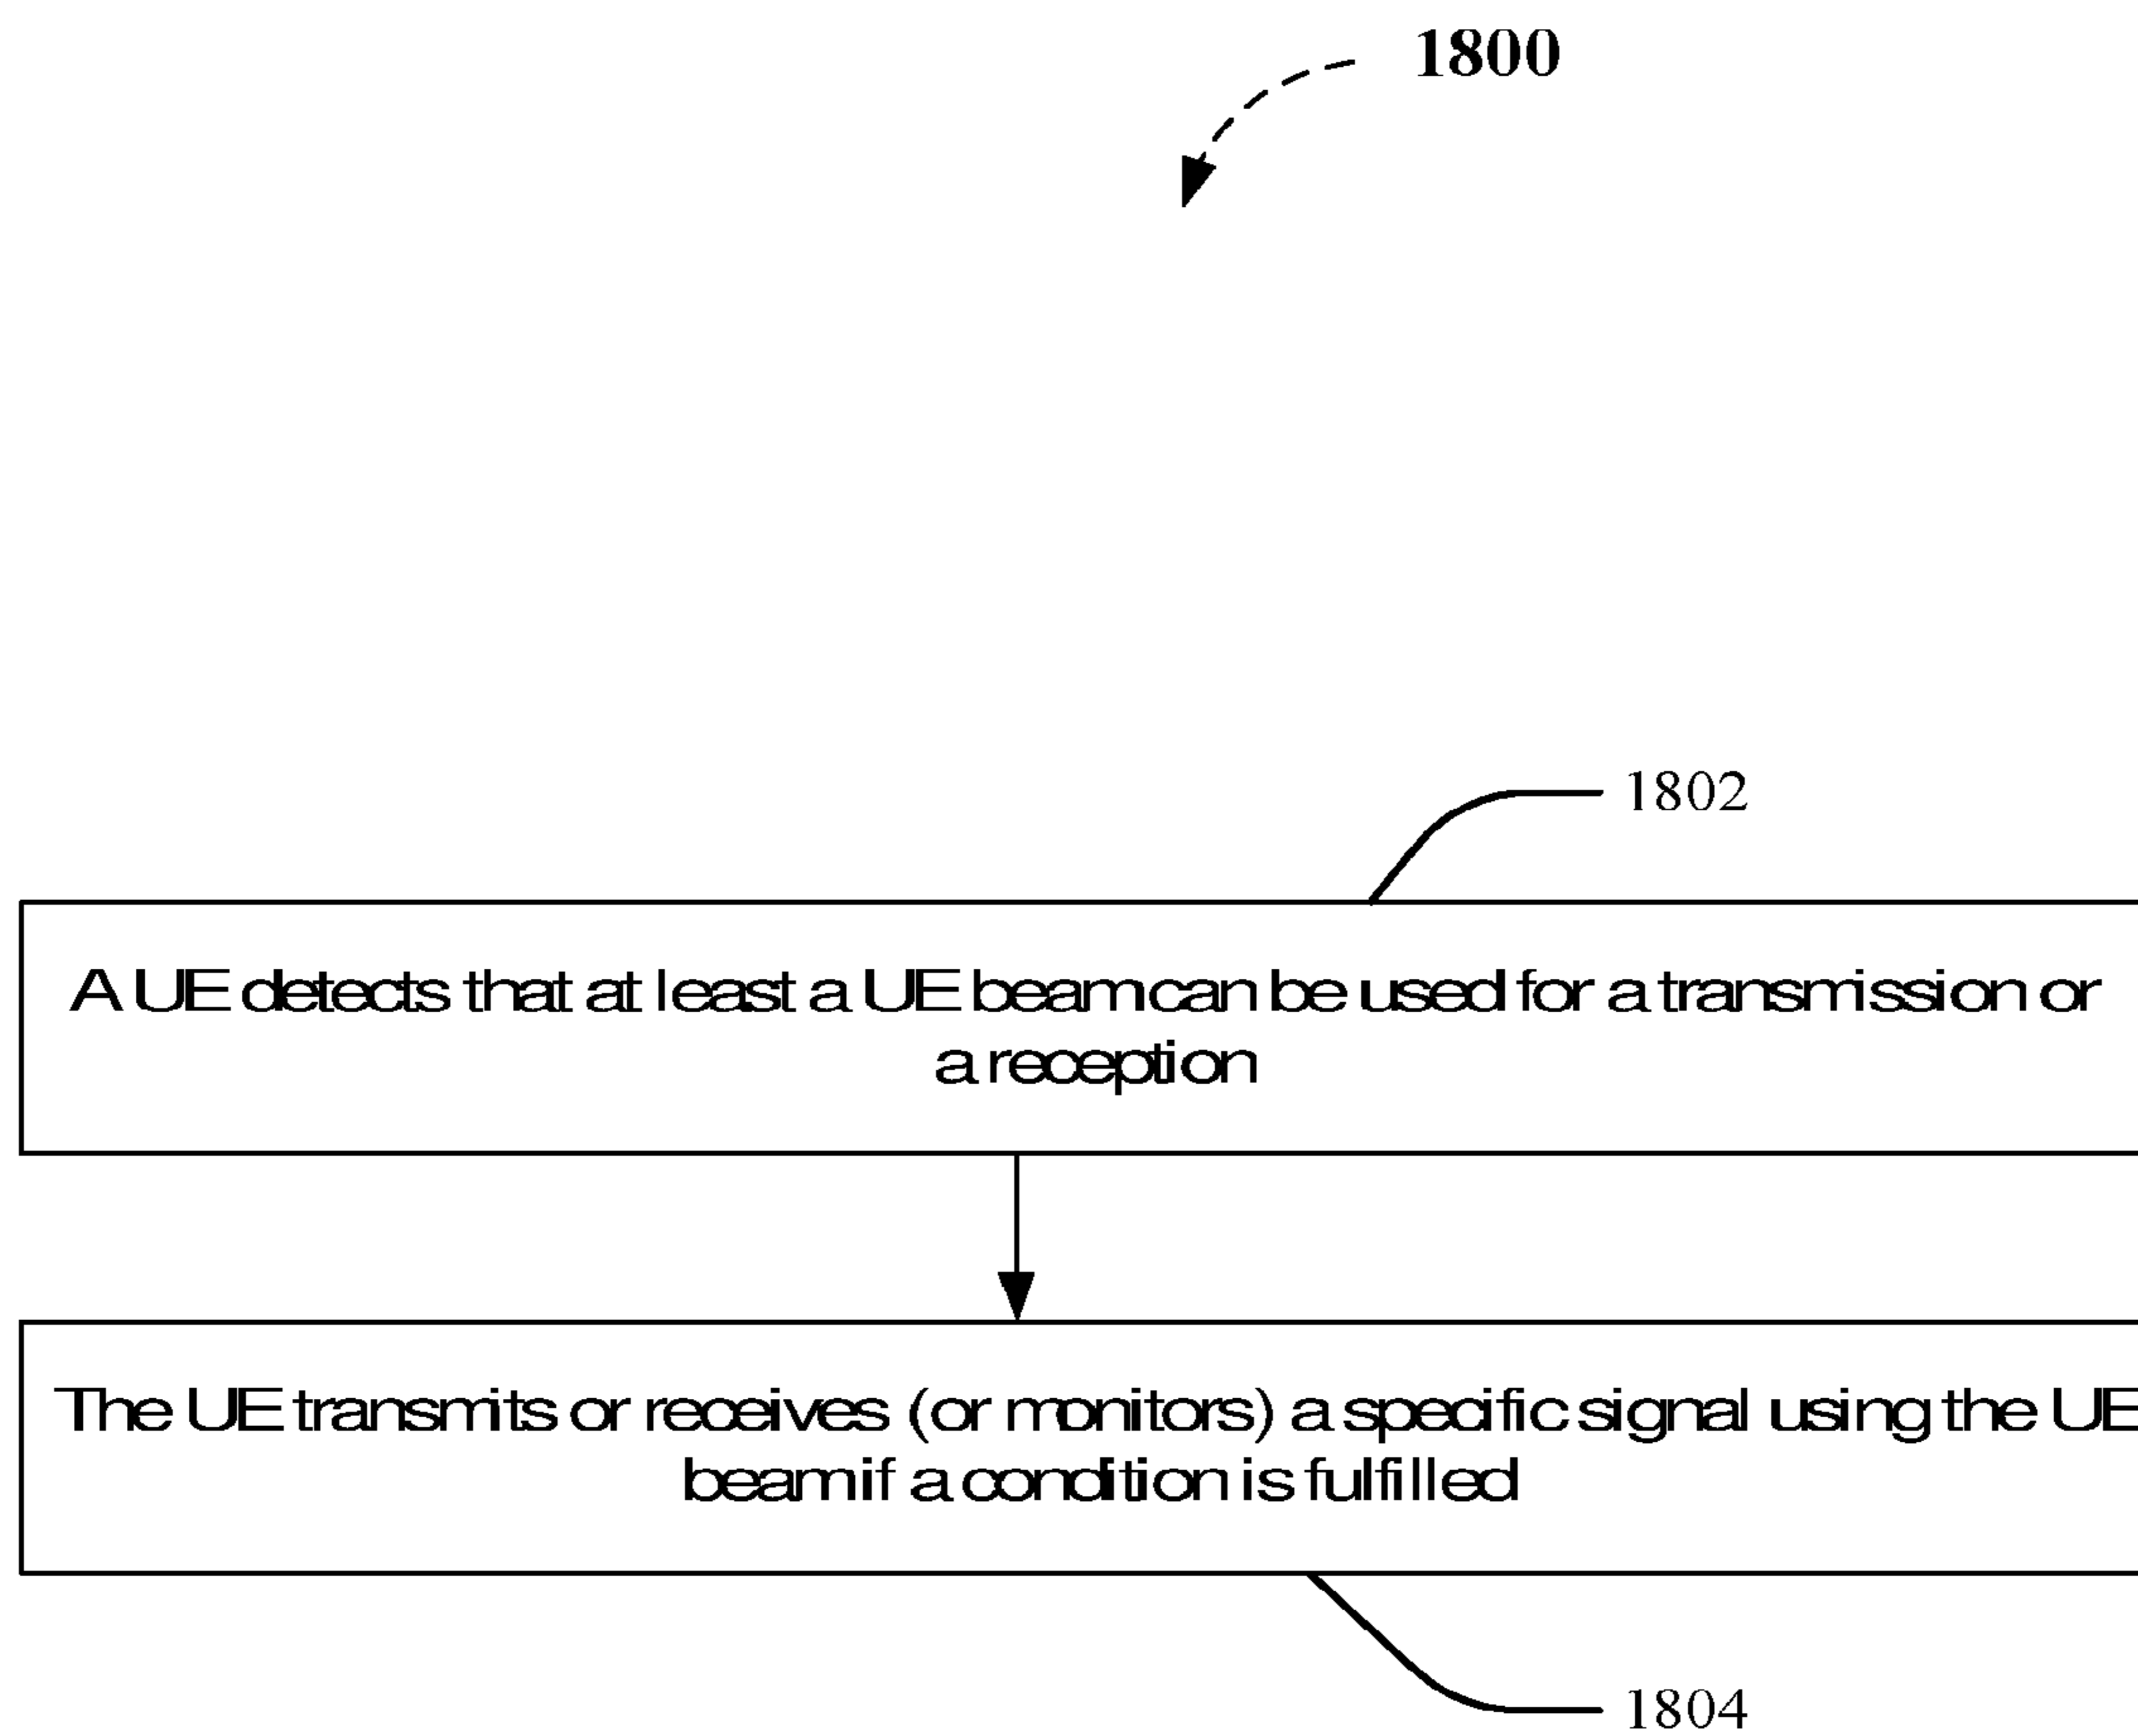 1800
1802
A UE detects that at least a UE beam can be used for a transmission or
a reception
The UE transmits or receives (or monitors) a specific signal using the UE
beam if a condition is fulfilled
1804